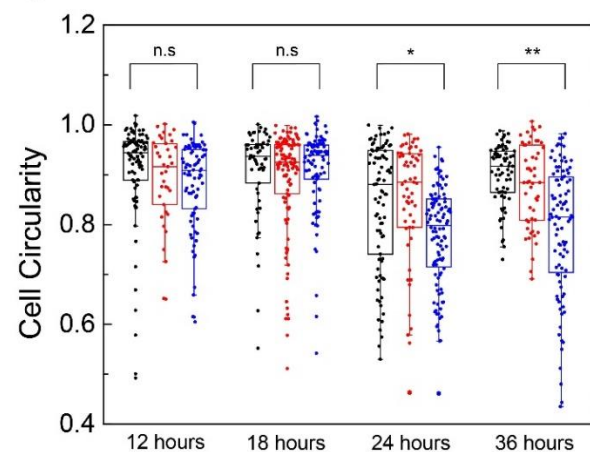 1.2
n.s
n.s
*
**
1.0
0.8
0.6
0.4
Cell Circularity
12 hours
18 hours
24 hours
36 hours